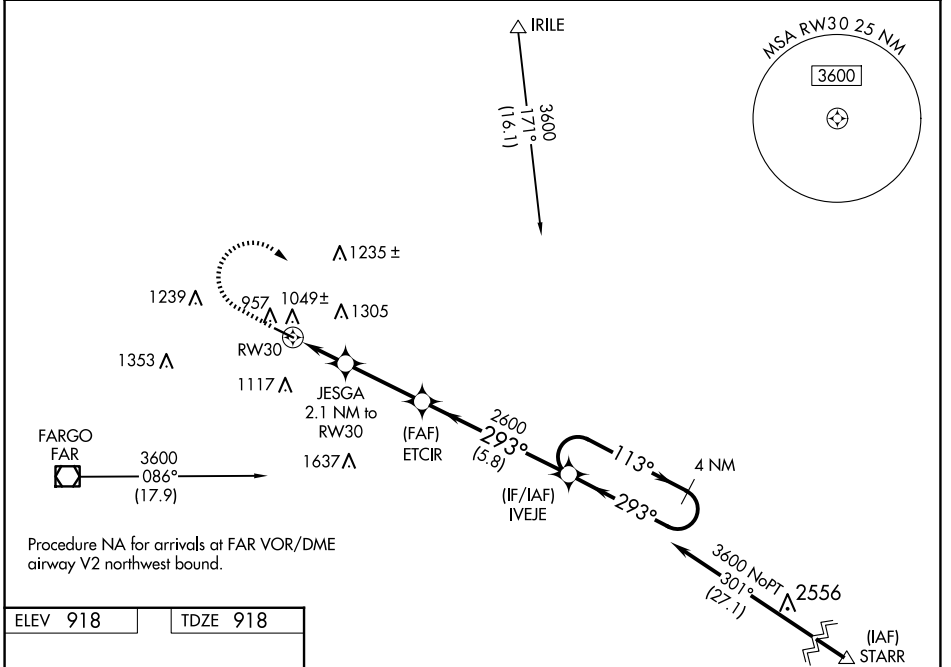 IRILE
MSA RW30 25 NM
3600
3600
171°
(16.1)
1235 ±
1239
957
1049±
1305
RW30
1353
1117
JESGA
2.1 NM to
RW30
(FAF)
ETCIR
2600
293°
(5.8)
113°
4 NM
293°
(IF/IAF)
IVEJE
FARGO
FAR
3600
086°
(17.9)
1637
Procedure NA for arrivals at FAR VOR/DME
airway V2 northwest bound.
3600 NoPT
301°
(27.1)
2556
(IAF)
STARR
ELEV 918
TDZE 918